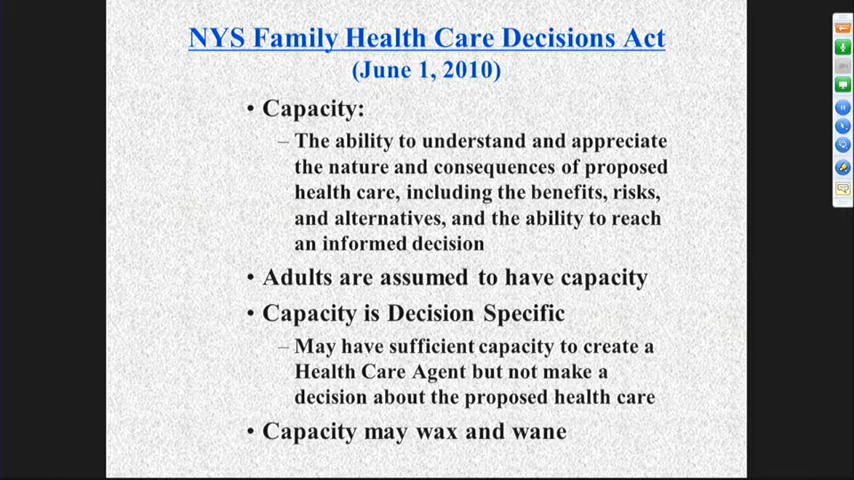 NYS Family Health Care Decisions Act
(June 1, 2010)
• Capacity:
– The ability to understand and appreciate
the nature and consequences of proposed
health care, including the benefits, risks,
and alternatives, and the ability to reach
an informed decision
• Adults are assumed to have capacity
• Capacity is Decision Specific
– May have sufficient capacity to create a
Health Care Agent but not make a
decision about the proposed health care
• Capacity may wax and wane